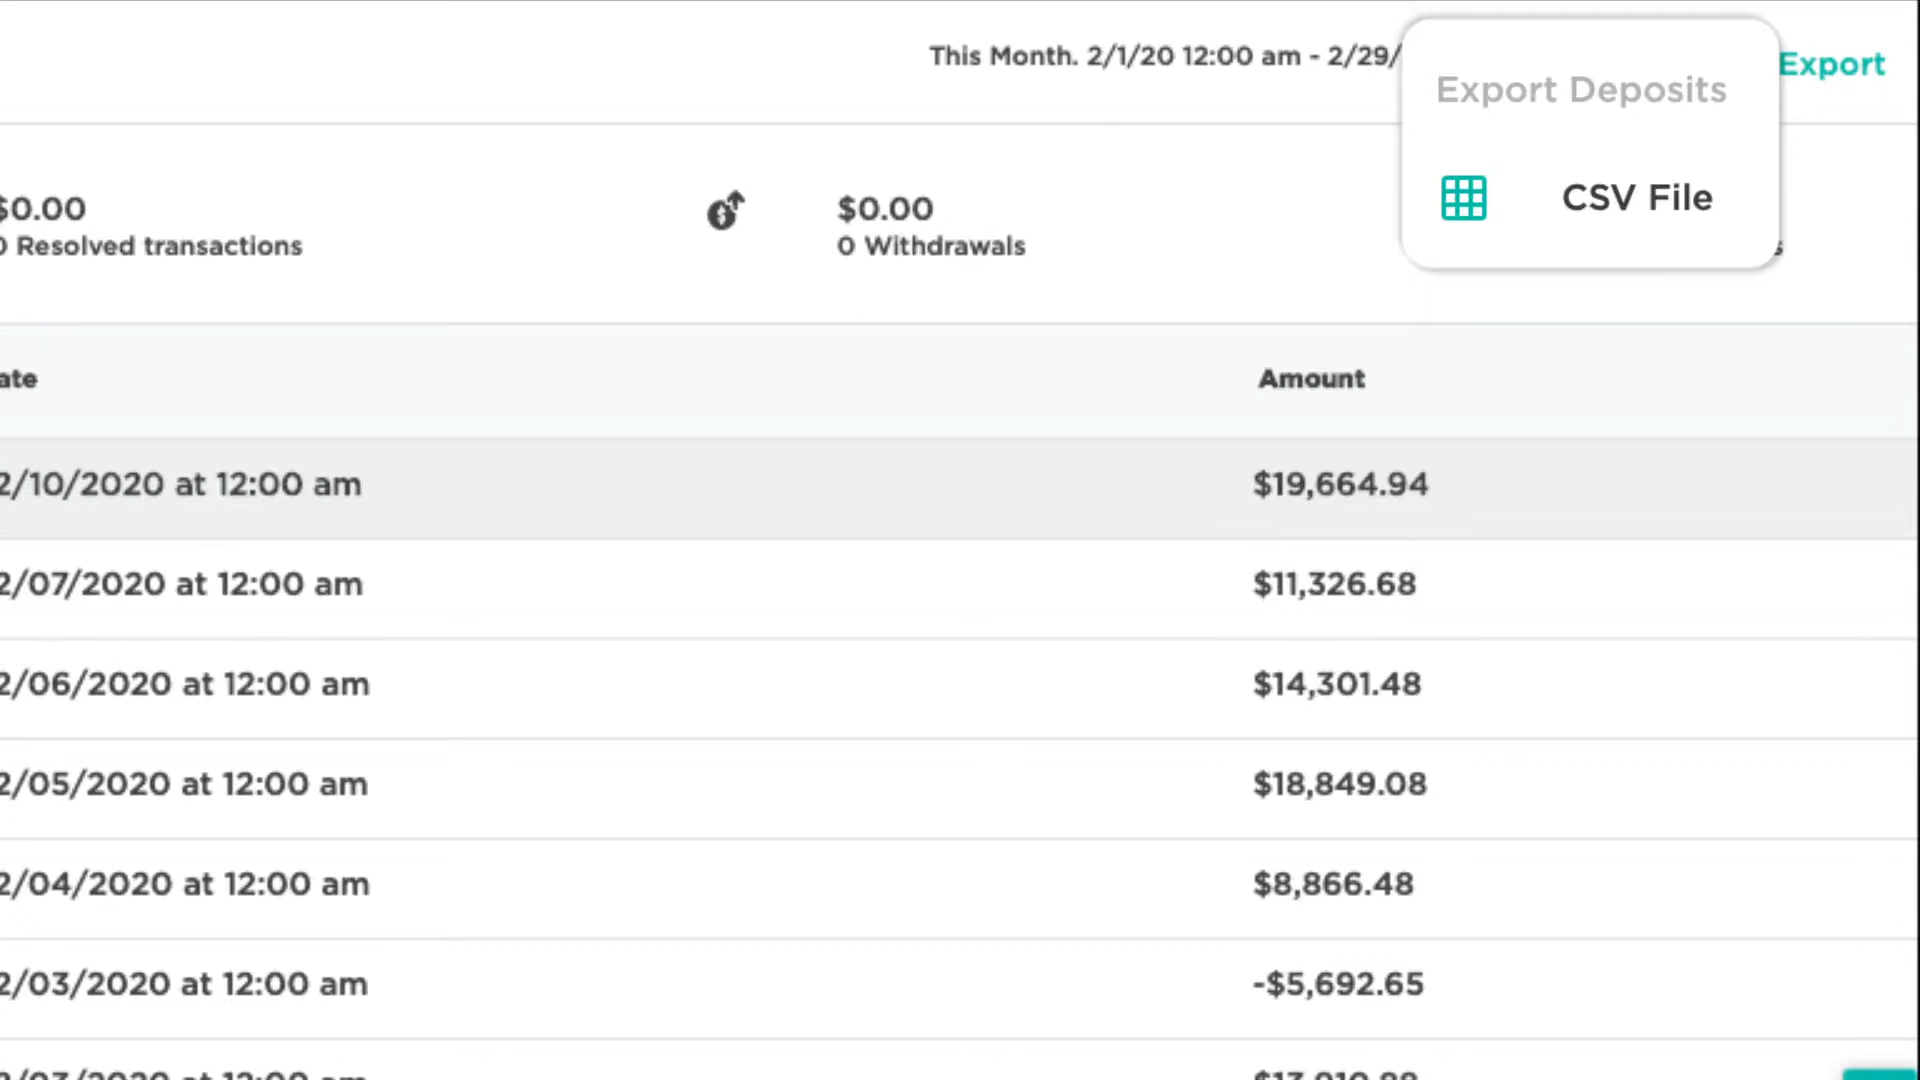 This Month. 2/1/20 12:00 am - 2/29/
Export
Export Deposits
CSV File
$0.00
0 Resolved transactions
$0.00
0 Withdrawals
Amount
2/10/2020 at 12:00 am $19,664.94
2/07/2020 at 12:00 am $11,326.68
2/06/2020 at 12:00 am $14,301.48
2/05/2020 at 12:00 am $18,849.08
2/04/2020 at 12:00 am $8,866.48
2/03/2020 at 12:00 am -$5,692.65